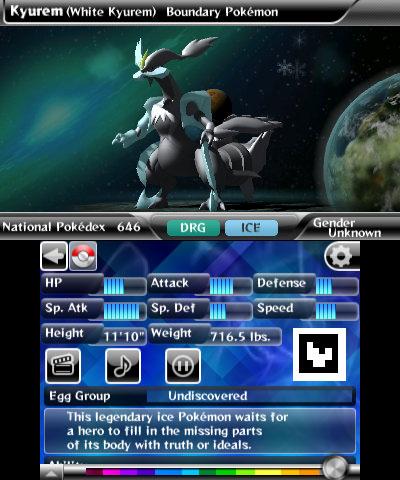 Kyurem (White Kyurem) Boundary Pokémon
National Pokédex 646 DRG ICE Gender Unknown
HP Attack Defense
Sp. Atk Sp. Def Speed
Height 11'10" Weight 716.5 lbs.
Egg Group Undiscovered
This legendary ice Pokémon waits for
a hero to fill in the missing parts
of its body with truth or ideals.
Ability